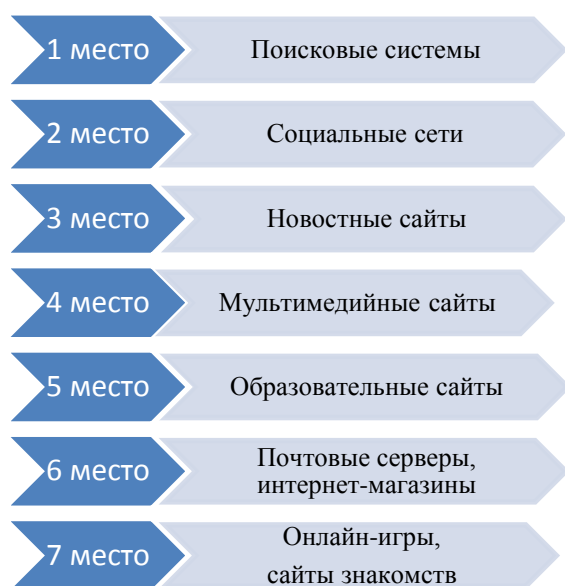 1 место
Поисковые системы
2 место
Социальные сети
3 место
Новостные сайты
4 место
Мультимедийные сайты
5 место
Образовательные сайты
6 место
Почтовые серверы,
интернет-магазины
7 место
Онлайн-игры,
сайты знакомств